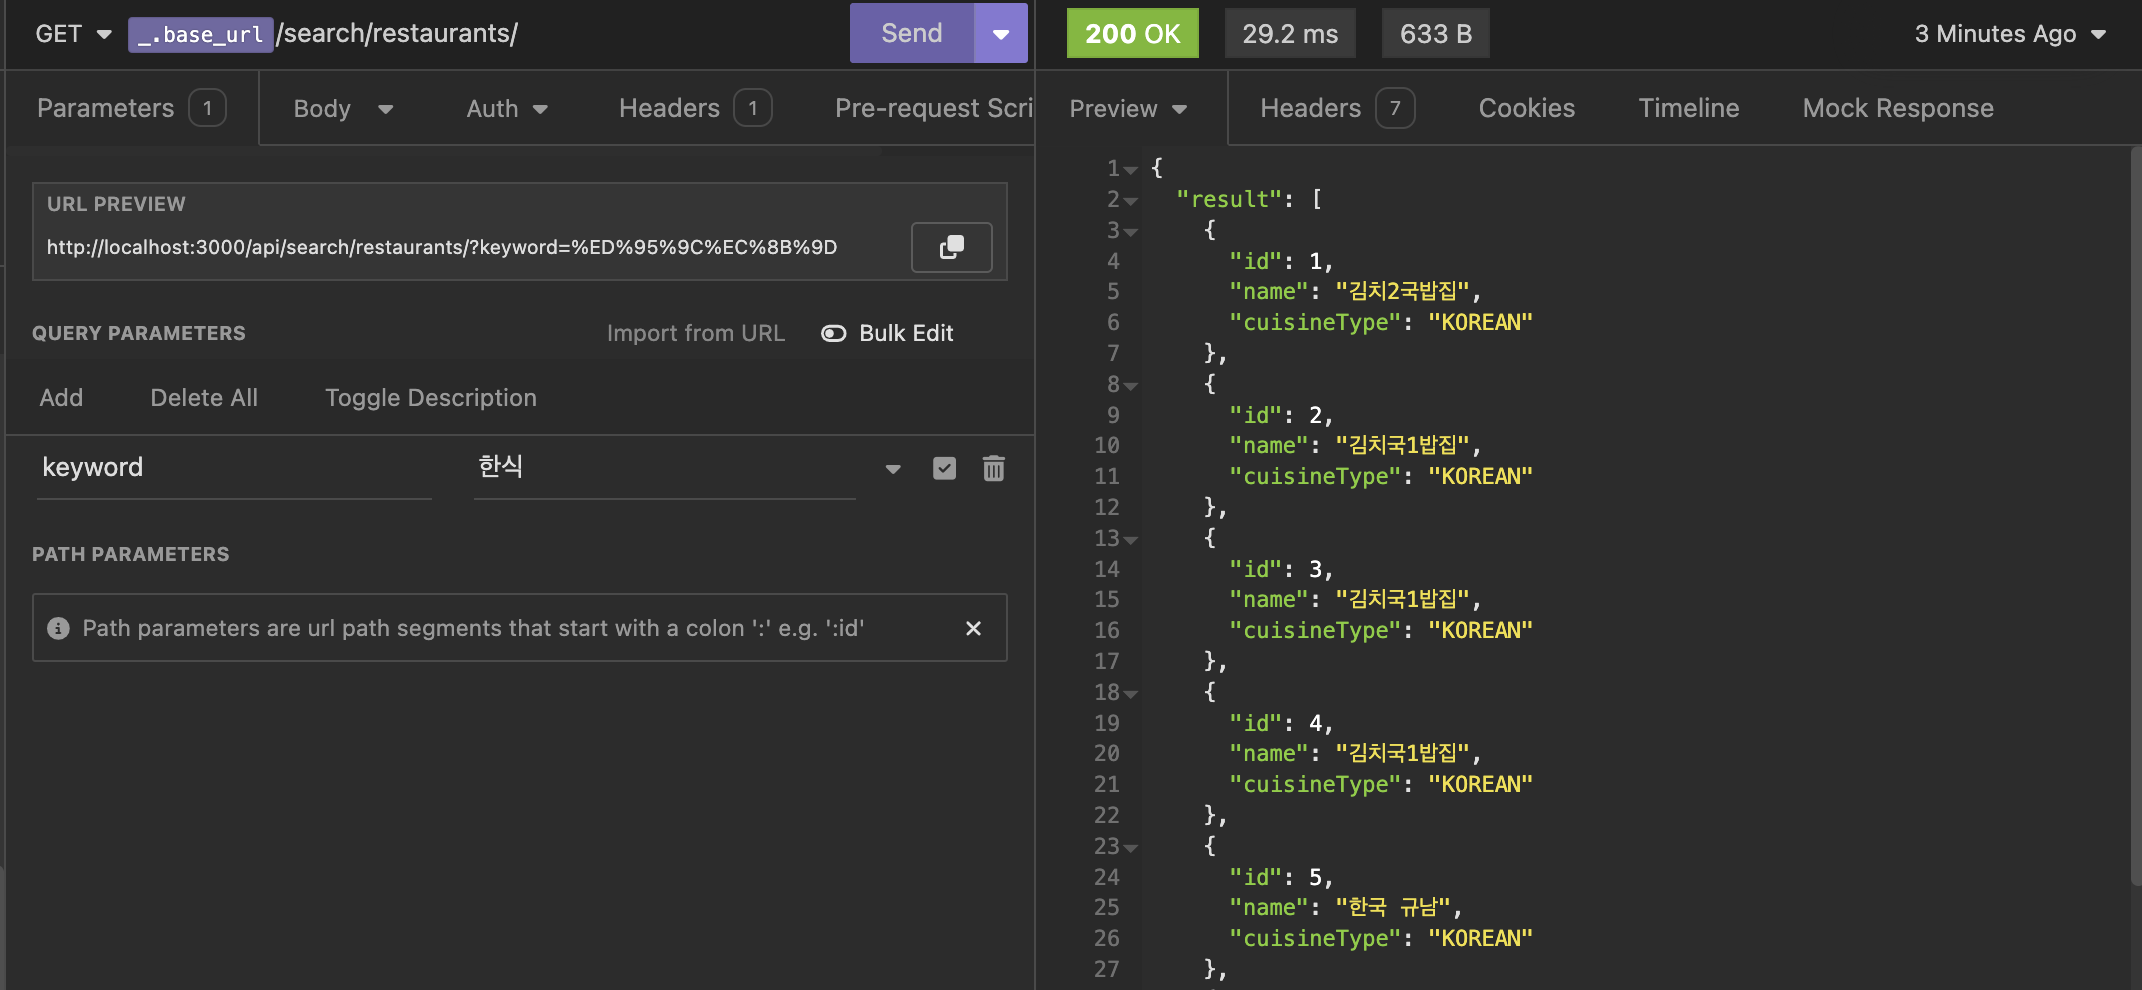 GET _.base_url/search/restaurants/ Send
200 OK 29.2 ms 633 B 3 Minutes Ago
Parameters 1 Body Auth Headers 1 Pre-request Scri
Preview Headers 7 Cookies Timeline Mock Response
URL PREVIEW
http://localhost:3000/api/search/restaurants/?keyword=%ED%95%9C%EC%8B%9D
QUERY PARAMETERS Import from URL Bulk Edit
Add Delete All Toggle Description
keyword 한식
PATH PARAMETERS
Path parameters are url path segments that start with a colon ':' e.g. ':id'
1 {
2 "result": [
3 {
4 "id": 1,
5 "name": "김치2국밥집",
6 "cuisineType": "KOREAN"
7 },
8 {
9 "id": 2,
10 "name": "김치국1밥집",
11 "cuisineType": "KOREAN"
12 },
13 {
14 "id": 3,
15 "name": "김치국1밥집",
16 "cuisineType": "KOREAN"
17 },
18 {
19 "id": 4,
20 "name": "김치국1밥집",
21 "cuisineType": "KOREAN"
22 },
23 {
24 "id": 5,
25 "name": "한국 규남",
26 "cuisineType": "KOREAN"
27 },